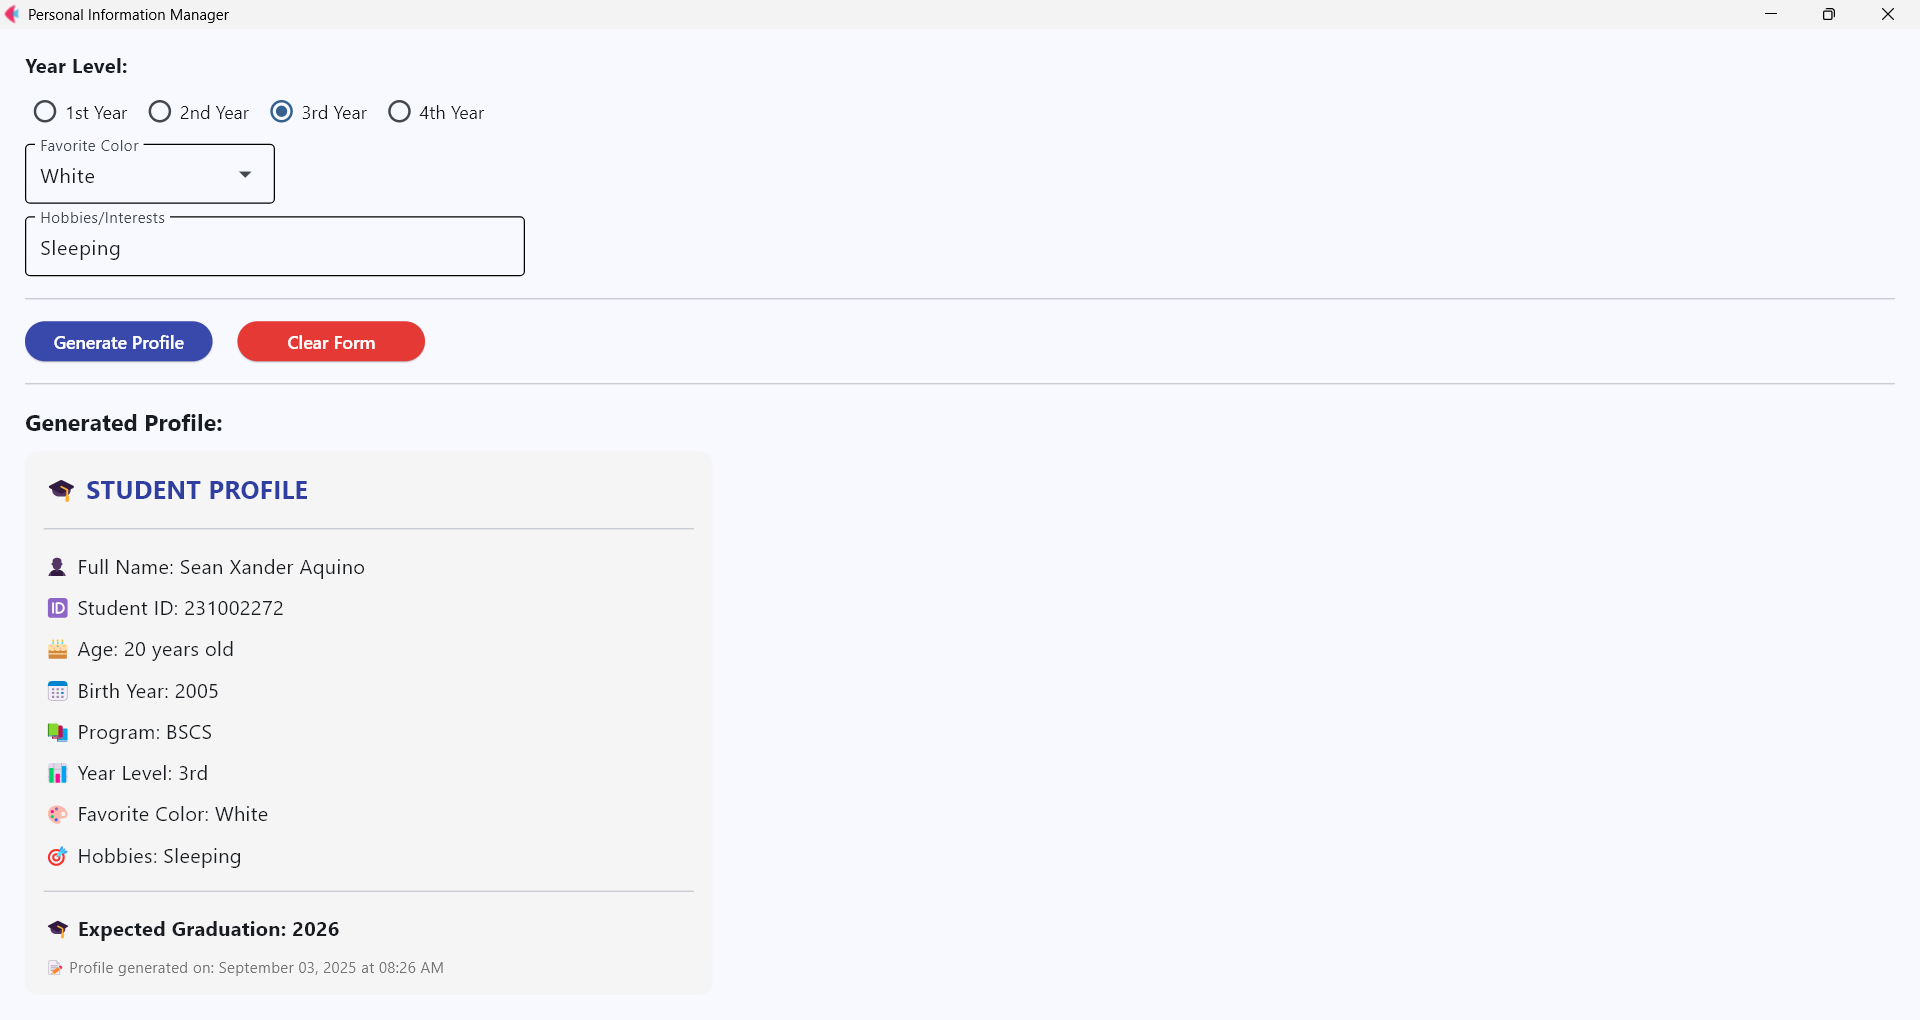 Personal Information Manager
Year Level:
1st Year 2nd Year 3rd Year 4th Year
Favorite Color
White
Hobbies/Interests
Sleeping
Generate Profile Clear Form
Generated Profile:
🎓 STUDENT PROFILE
👤 Full Name: Sean Xander Aquino
🆔 Student ID: 231002272
🎂 Age: 20 years old
📅 Birth Year: 2005
📚 Program: BSCS
📊 Year Level: 3rd
🎨 Favorite Color: White
🎯 Hobbies: Sleeping
🎓 Expected Graduation: 2026
📝 Profile generated on: September 03, 2025 at 08:26 AM